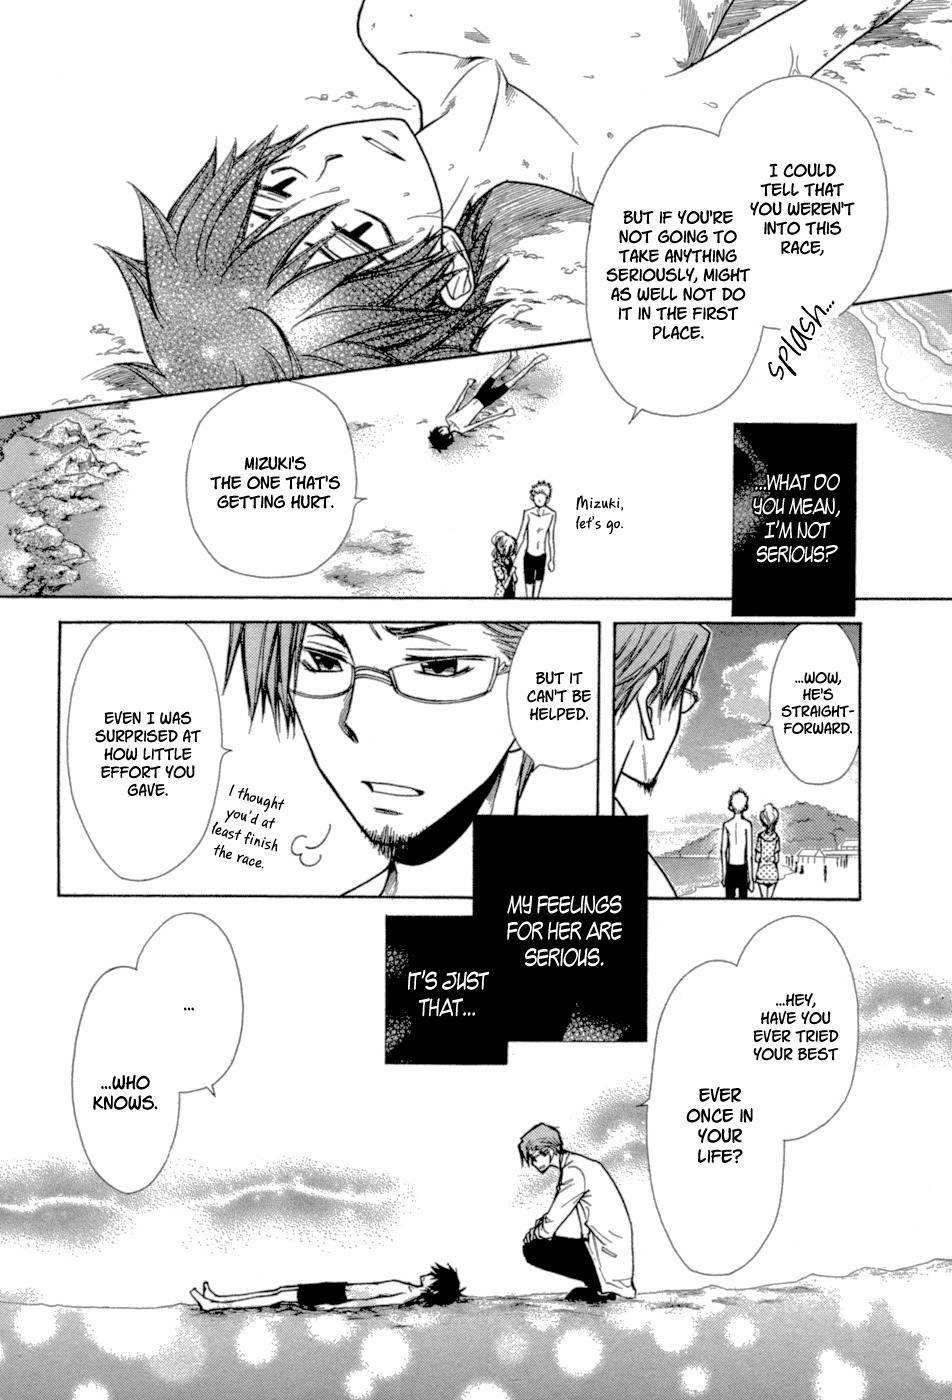 I COULD
TELL THAT
YOU WEREN'T
INTO THIS
RACE,
BUT IF YOU'RE
NOT GOING TO
TAKE ANYTHING
SERIOUSLY, MIGHT
AS WELL NOT DO
IT IN THE FIRST
PLACE.
splash...
...WHAT DO
YOU MEAN,
I'M NOT
SERIOUS?
Mizuki,
let's go.
MIZUKI'S
THE ONE THAT'S
GETTING HURT.
...WOW,
HE'S
STRAIGHT-
FORWARD.
BUT IT
CAN'T BE
HELPED.
EVEN I WAS
SURPRISED AT
HOW LITTLE
EFFORT YOU
GAVE.
I thought
you'd at
least finish
the race.
MY FEELINGS
FOR HER ARE
SERIOUS.
IT'S JUST
THAT...
...HEY,
HAVE YOU
EVER TRIED
YOUR BEST
EVER
ONCE IN
YOUR
LIFE?
...
...WHO
KNOWS.